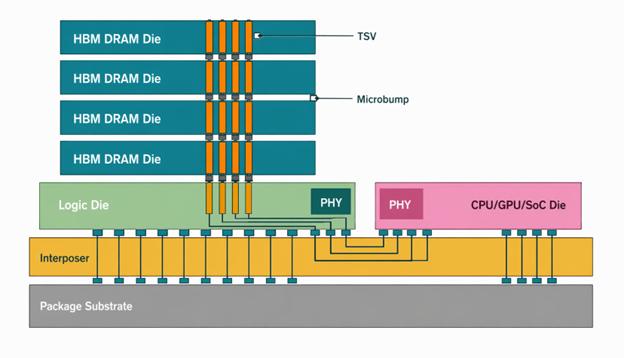 HBM DRAM Die
TSV
HBM DRAM Die
Microbump
HBM DRAM Die
HBM DRAM Die
Logic Die
PHY
PHY
CPU/GPU/SoC Die
Interposer
Package Substrate